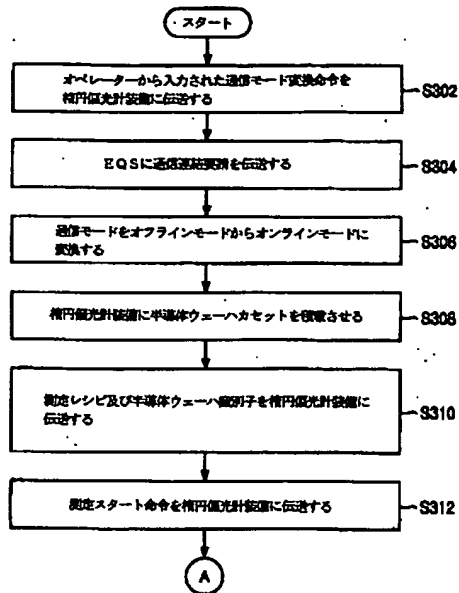 スタート
オペレーターから入力された通信モード変換命令を
楕円偏光計装備に伝送する
S302
EQSに通信連結要請を伝送する
S304
通信モードをオフラインモードからオンラインモードに
変換する
S306
楕円偏光計装備に半導体ウェーハカセットを積載させる
S308
測定レシピ及び半導体ウェーハ識別子を楕円偏光計装備に
伝送する
S310
測定スタート命令を楕円偏光計装備に伝送する
S312
A